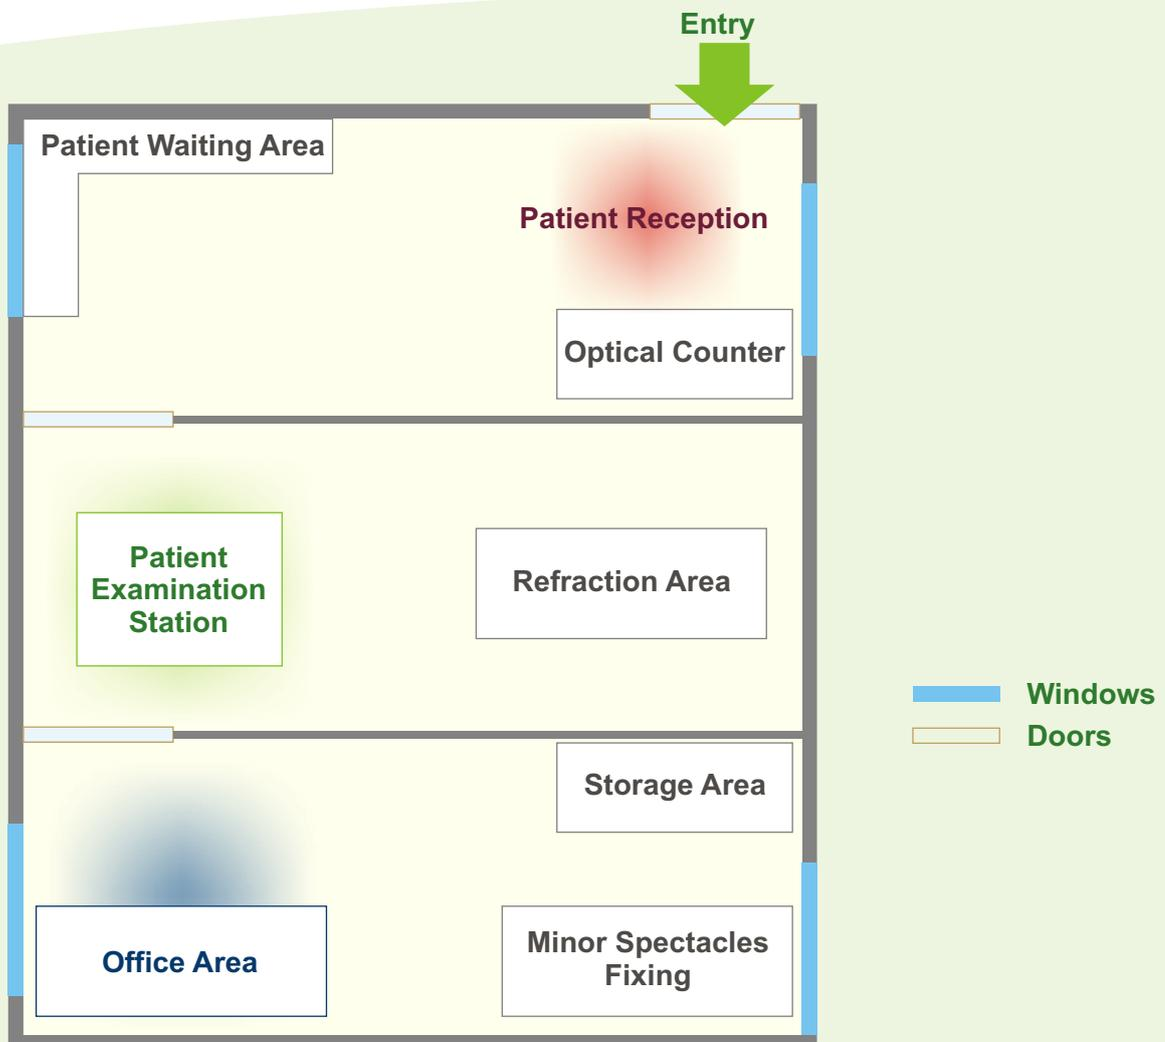 Entry
Patient Waiting Area
Patient Reception
Optical Counter
Patient
Examination
Station
Refraction Area
Windows
Doors
Storage Area
Office Area
Minor Spectacles
Fixing